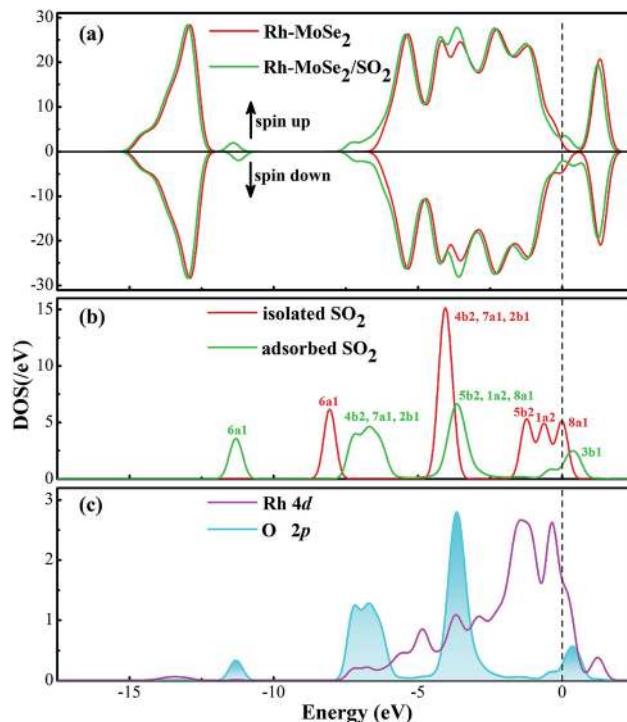 30
20
10
0
-10
-20
-30
(a)
Rh-MoSe2
Rh-MoSe2/SO2
spin up
spin down
DOS(/eV)
15
10
5
0
(b)
isolated SO2
adsorbed SO2
6a1
6a1
4b2, 7a1, 2b1
4b2, 7a1, 2b1
5b2, 1a2, 8a1
5b2
1a2
8a1
3b1
3
2
1
0
(c)
Rh 4d
O 2p
-15
-10
-5
0
Energy (eV)